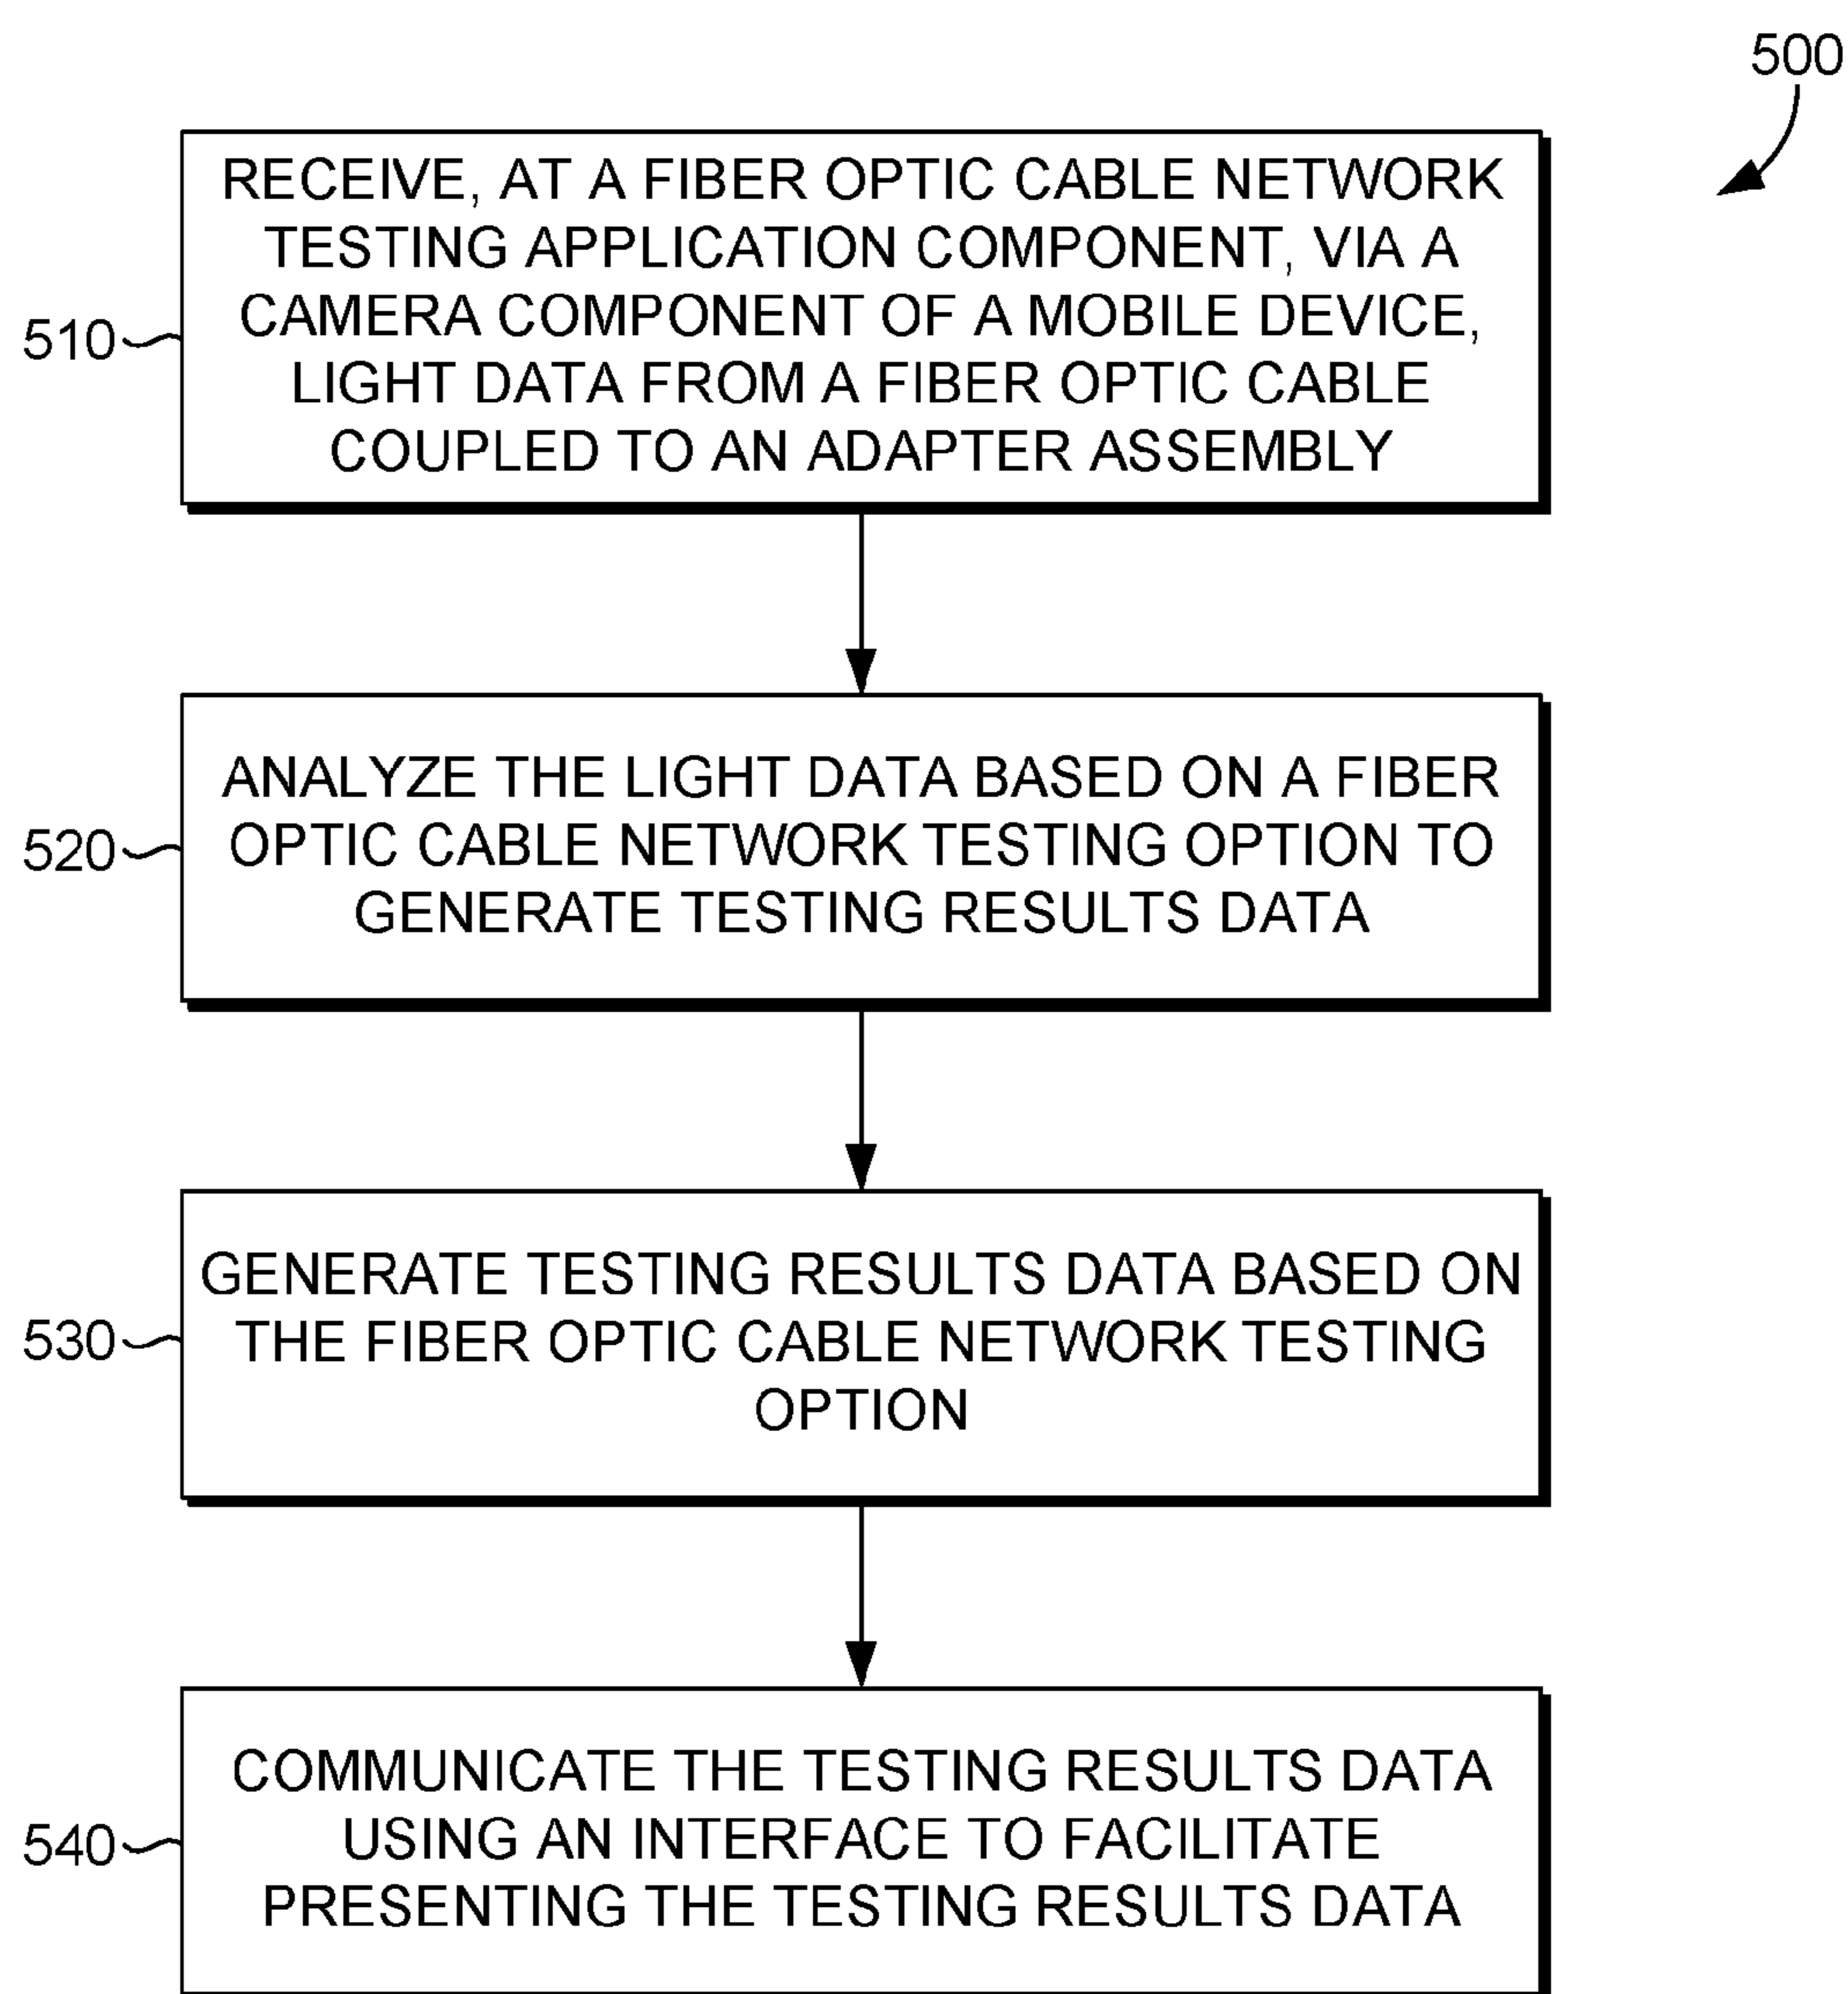 500
RECEIVE, AT A FIBER OPTIC CABLE NETWORK
TESTING APPLICATION COMPONENT, VIA A
CAMERA COMPONENT OF A MOBILE DEVICE,
LIGHT DATA FROM A FIBER OPTIC CABLE
COUPLED TO AN ADAPTER ASSEMBLY
510
ANALYZE THE LIGHT DATA BASED ON A FIBER
OPTIC CABLE NETWORK TESTING OPTION TO
GENERATE TESTING RESULTS DATA
520
GENERATE TESTING RESULTS DATA BASED ON
THE FIBER OPTIC CABLE NETWORK TESTING
OPTION
530
COMMUNICATE THE TESTING RESULTS DATA
USING AN INTERFACE TO FACILITATE
PRESENTING THE TESTING RESULTS DATA
540